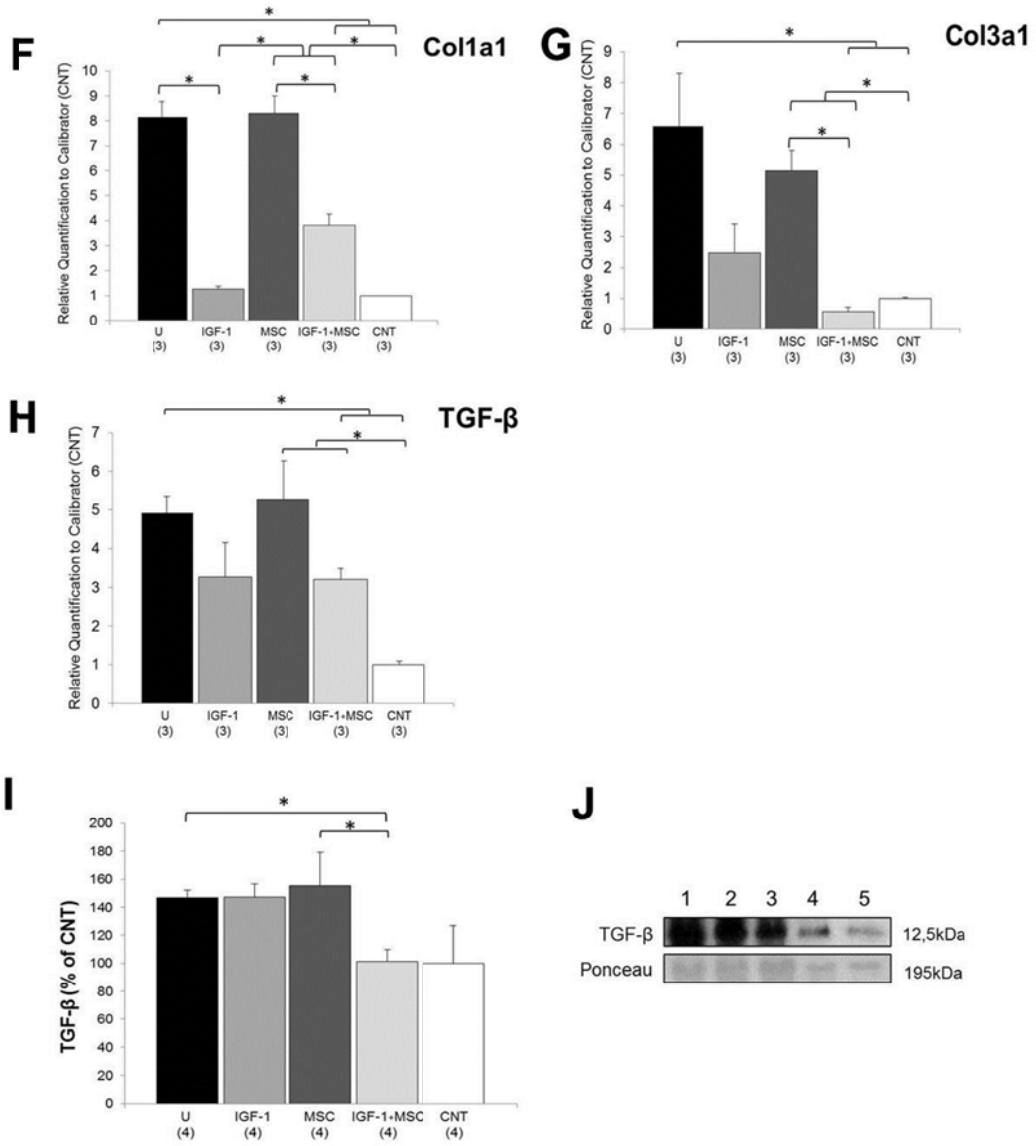 F
Col1a1
*
*
*
*
*
Relative Quantification to Calibrator (CNT)
10
9
8
7
6
5
4
3
2
1
0
U IGF-1 MSC IGF-1+MSC CNT
(3) (3) (3) (3) (3)
G
Col3a1
*
*
*
Relative Quantification to Calibrator (CNT)
9
8
7
6
5
4
3
2
1
0
U IGF-1 MSC IGF-1+MSC CNT
(3) (3) (3) (3) (3)
H
TGF-β
*
*
Relative Quantification to Calibrator (CNT)
7
6
5
4
3
2
1
0
U IGF-1 MSC IGF-1+MSC CNT
(3) (3) (3) (3) (3)
I
*
*
TGF-β (% of CNT)
200
180
160
140
120
100
80
60
40
20
0
U IGF-1 MSC IGF-1+MSC CNT
(4) (4) (4) (4) (4)
J
1 2 3 4 5
TGF-β 12,5kDa
Ponceau 195kDa